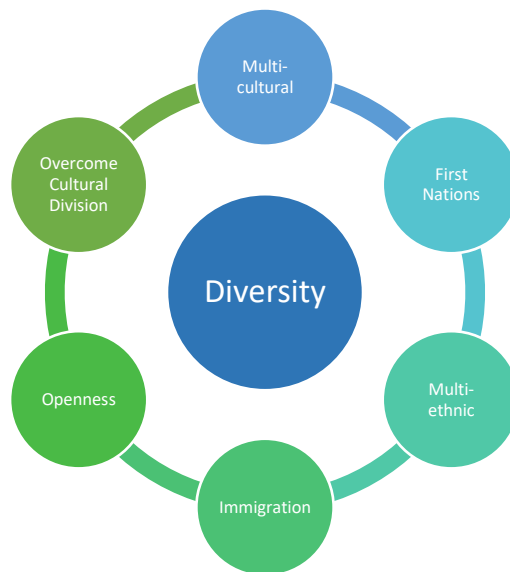 Multi-
cultural
First
Nations
Multi-
ethnic
Immigration
Openness
Overcome
Cultural
Division
Diversity